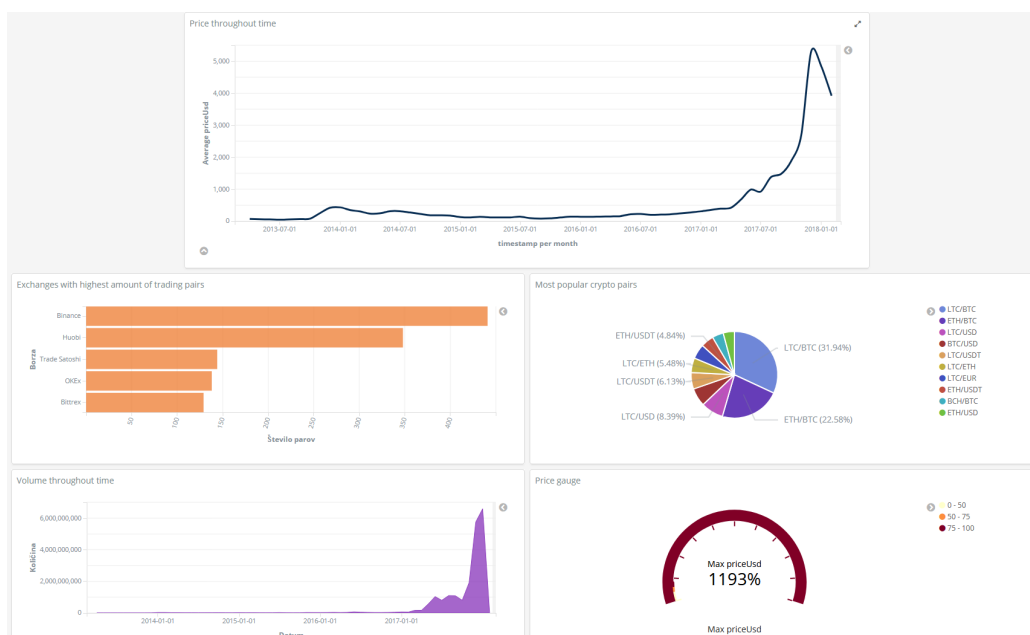 Price throughout time
5,000
4,000
3,000
2,000
1,000
0
Average priceUsd
2013-07-01 2014-01-01 2014-07-01 2015-01-01 2015-07-01 2016-01-01 2016-07-01 2017-01-01 2017-07-01 2018-01-01
timestamp per month
Exchanges with highest amount of trading pairs
Binance
Huobi
Trade Satoshi
OKEx
Bittrex
Borza
50 100 150 200 250 300 350 400
Število parov
Most popular crypto pairs
ETH/USDT (4.84%)
LTC/ETH (5.48%)
LTC/USDT (6.13%)
LTC/USD (8.39%)
LTC/BTC (31.94%)
ETH/BTC (22.58%)
LTC/BTC
ETH/BTC
LTC/USD
BTC/USD
LTC/USDT
LTC/ETH
LTC/EUR
ETH/USDT
BCH/BTC
ETH/USD
Volume throughout time
6,000,000,000
4,000,000,000
2,000,000,000
0
Količina
2014-01-01 2015-01-01 2016-01-01 2017-01-01
Datum
Price gauge
Max priceUsd
1193%
Max priceUsd
0 - 50
50 - 75
75 - 100